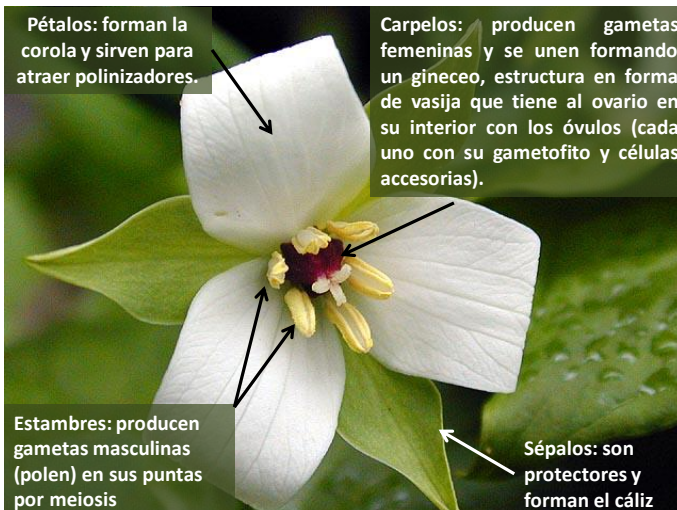 Pétalos: forman la
corola y sirven para
atraer polinizadores.
Carpelos: producen gametas
femeninas y se unen formando
un gineceo, estructura en forma
de vasija que tiene al ovario en
su interior con los óvulos (cada
uno con su gametofito y células
accesorias).
Estambres: producen
gametas masculinas
(polen) en sus puntas
por meiosis
Sépalos: son
protectores y
forman el cáliz